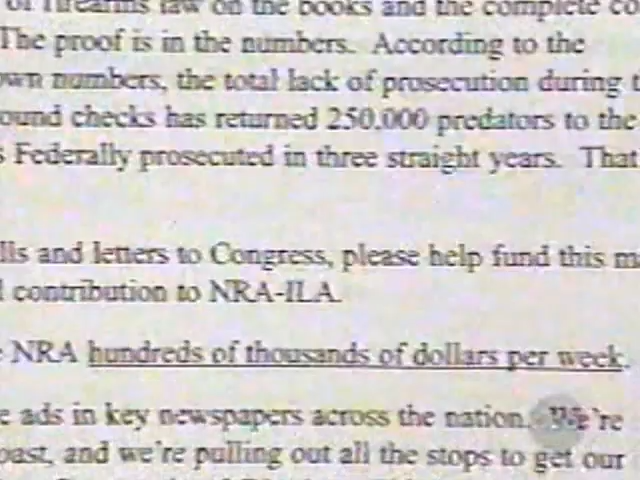 of firearms law on the books and the complete co
The proof is in the numbers. According to the
own numbers, the total lack of prosecution during
ound checks has returned 250,000 predators to the
s Federally prosecuted in three straight years. That
lls and letters to Congress, please help fund this ma
l contribution to NRA-ILA.
e NRA hundreds of thousands of dollars per week.
e ads in key newspapers across the nation. We're
oast, and we're pulling out all the stops to get our